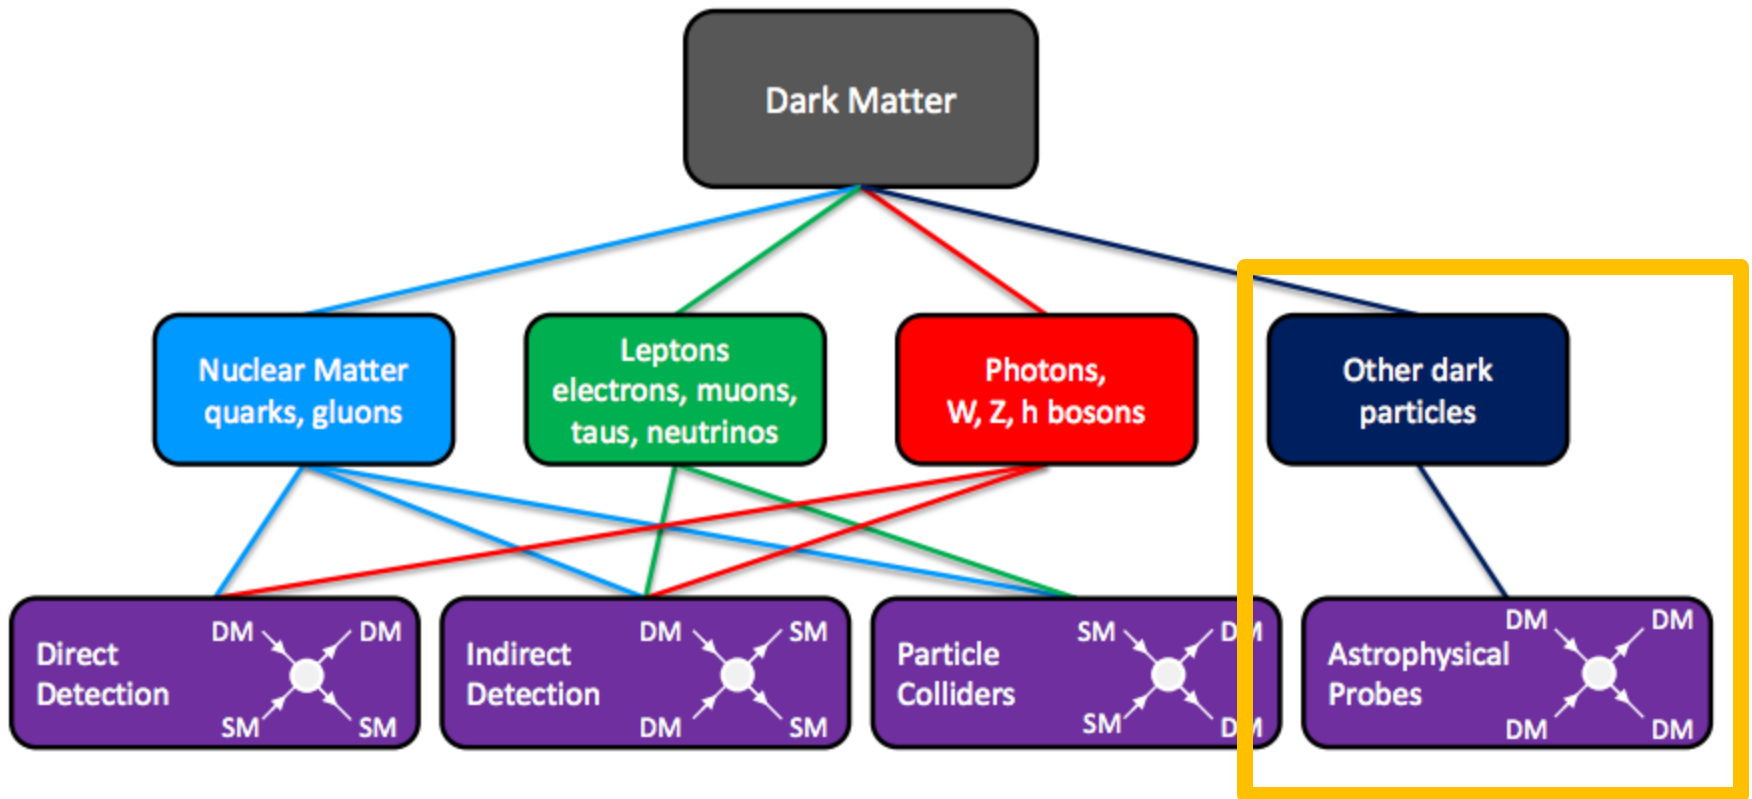 Dark Matter
Nuclear Matter
quarks, gluons
Leptons
electrons, muons,
taus, neutrinos
Photons,
W, Z, h bosons
Other dark
particles
Direct
Detection
DM
DM
SM
SM
Indirect
Detection
DM
SM
DM
SM
Particle
Colliders
SM
DM
SM
DM
Astrophysical
Probes
DM
DM
DM
DM